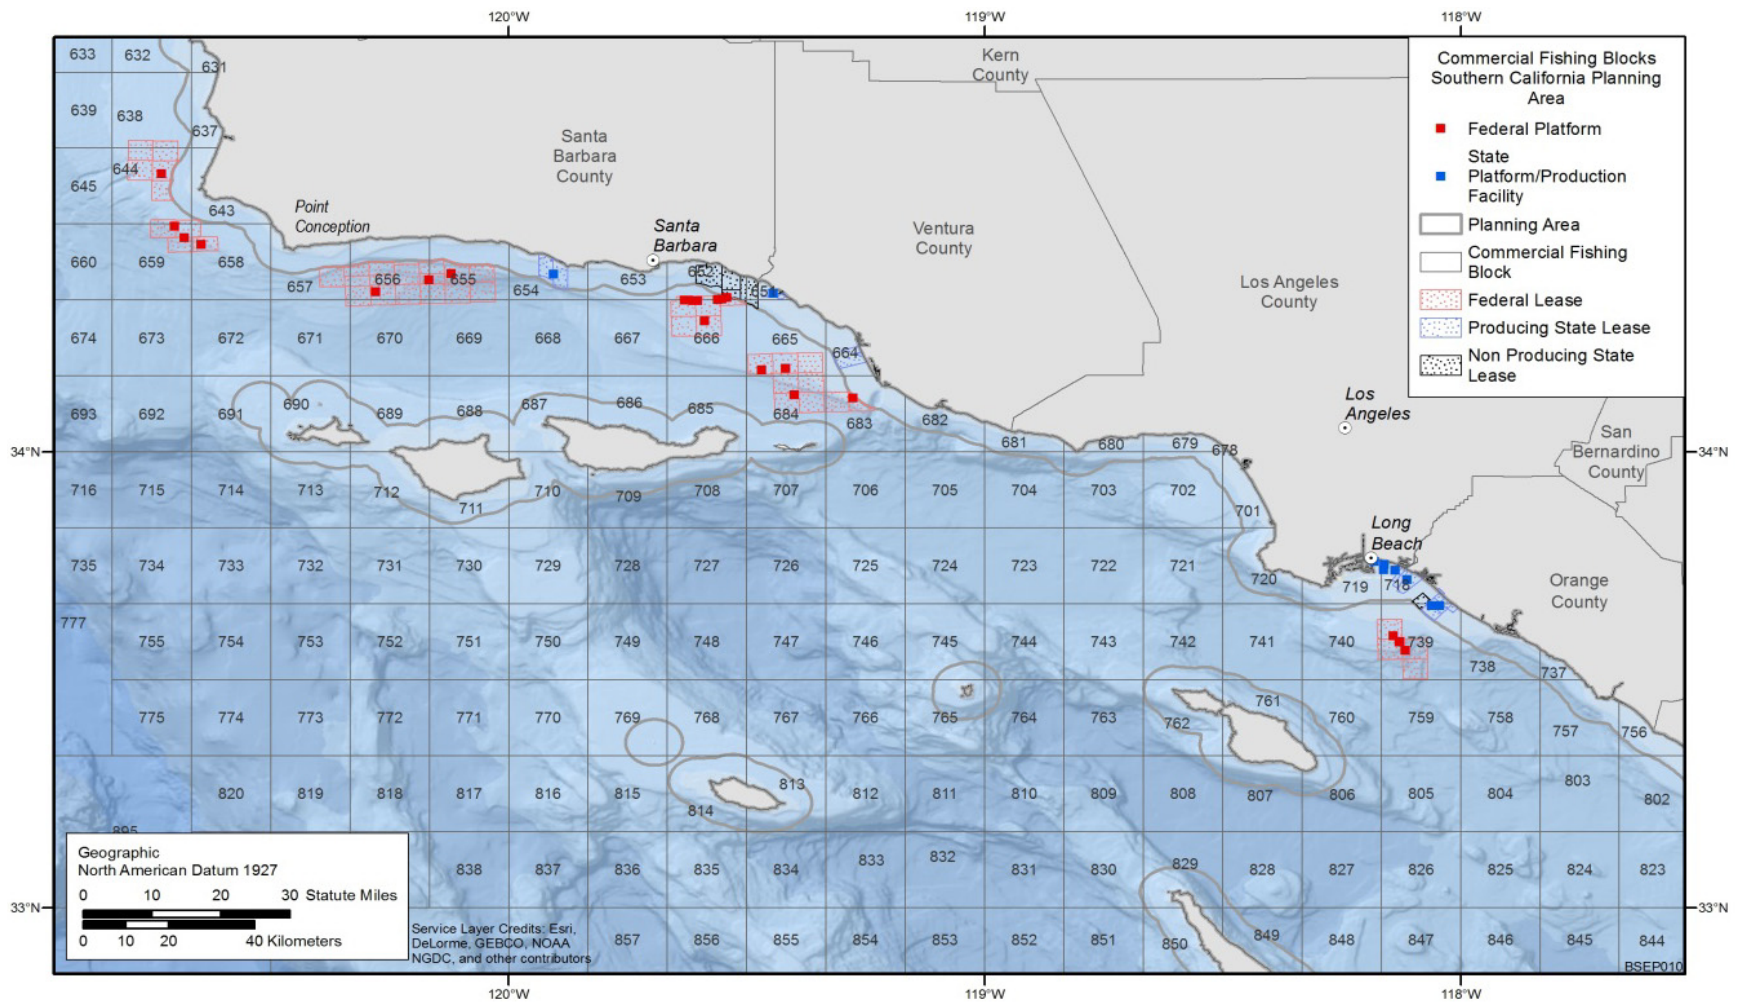 120°W 119°W 118°W
633 632 631
Kern
County
Commercial Fishing Blocks
Southern California Planning
Area
Federal Platform
State
Platform/Production
Facility
Planning Area
Commercial Fishing
Block
Federal Lease
Producing State Lease
Non Producing State
Lease
639 638 637
Santa
Barbara
County
644
645
643
Point
Conception
Santa
Barbara
Ventura
County
Los Angeles
County
660 659 658 657 656 655 654 653 652
674 673 672 671 670 669 668 667 666 665 664
693 692 691 690 689 688 687 686 685 684 683 682 681 680 679 678
Los
Angeles
San
Bernardino
County
34°N 34°N
716 715 714 713 712 711 710 709 708 707 706 705 704 703 702 701
Long
Beach
Orange
County
735 734 733 732 731 730 729 728 727 726 725 724 723 722 721 720 719 718
777 755 754 753 752 751 750 749 748 747 746 745 744 743 742 741 740 739 738 737
775 774 773 772 771 770 769 768 767 766 765 764 763 762 761 760 759 758 757 756
820 819 818 817 816 815 814 813 812 811 810 809 808 807 806 805 804 803 802
895
838 837 836 835 834 833 832 831 830 829 828 827 826 825 824 823
Geographic
North American Datum 1927
0 10 20 30 Statute Miles
0 10 20 40 Kilometers
33°N 33°N
Service Layer Credits: Esri,
DeLorme, GEBCO, NOAA
NGDC, and other contributors
857 856 855 854 853 852 851 850 849 848 847 846 845 844
BSEP010
120°W 119°W 118°W